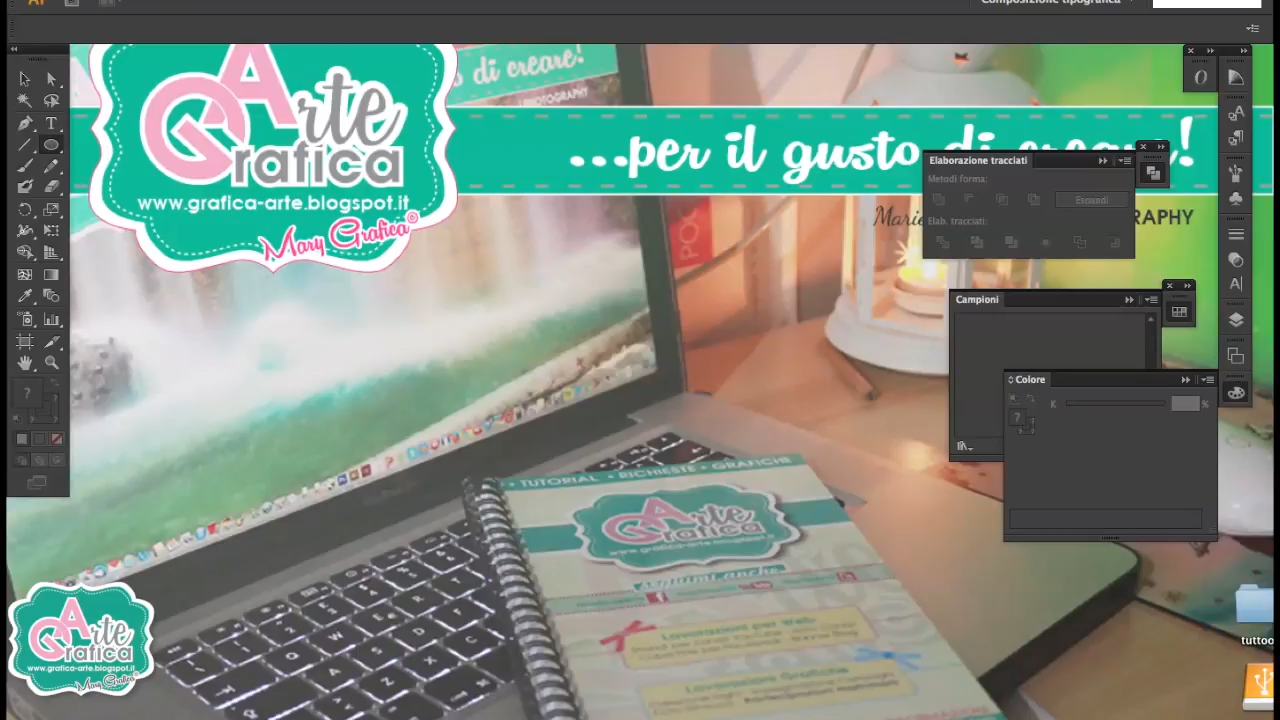 Composizione tipografica
di creare!
PHOTOGRAPHY
Arte
Grafica
www.grafica-arte.blogspot.it
Mary Grafica©
...per il gusto di creare!
Elaborazione tracciati
Metodi forma:
Espandi
Elab. tracciati:
Campioni
Colore
K
%
?
?
• TUTORIAL • RICHIESTE • GRAFICHE
Arte
Grafica
www.grafica-arte.blogspot.it
seguimi anche
Lavorazioni per Web
Lavorazioni Grafiche
Arte
Grafica
www.grafica-arte.blogspot.it
Mary Grafica
tuttoo